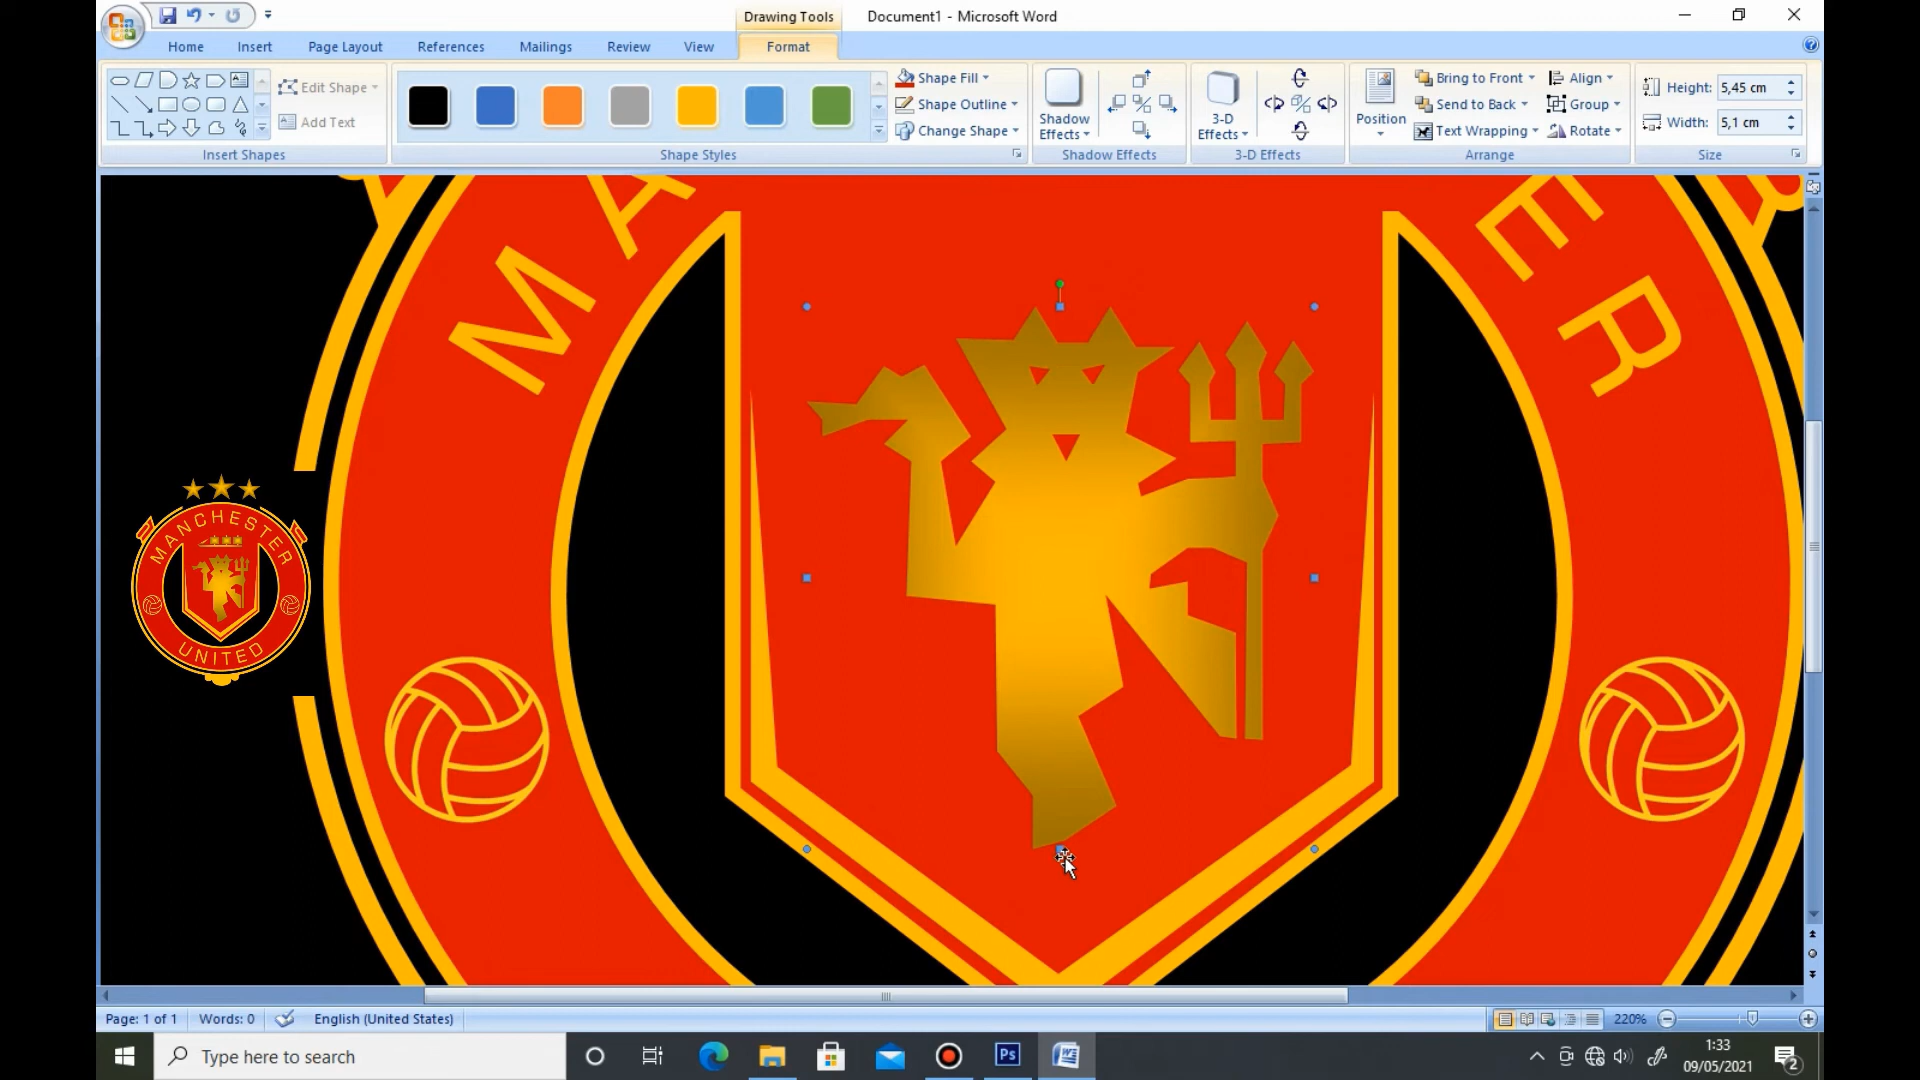 Drawing Tools
Document1 - Microsoft Word
Home Insert Page Layout References Mailings Review View Format
Edit Shape
Add Text
Insert Shapes
Shape Fill
Shape Outline
Change Shape
Shape Styles
Shadow Effects
Shadow Effects
3-D Effects
3-D Effects
Position
Bring to Front
Send to Back
Text Wrapping
Align
Group
Rotate
Arrange
Height: 5,45 cm
Width: 5,1 cm
Size
MA
ER
MANCHESTER
UNITED
Page: 1 of 1 Words: 0 English (United States) 220%
Type here to search
Ps
1:33
09/05/2021
2